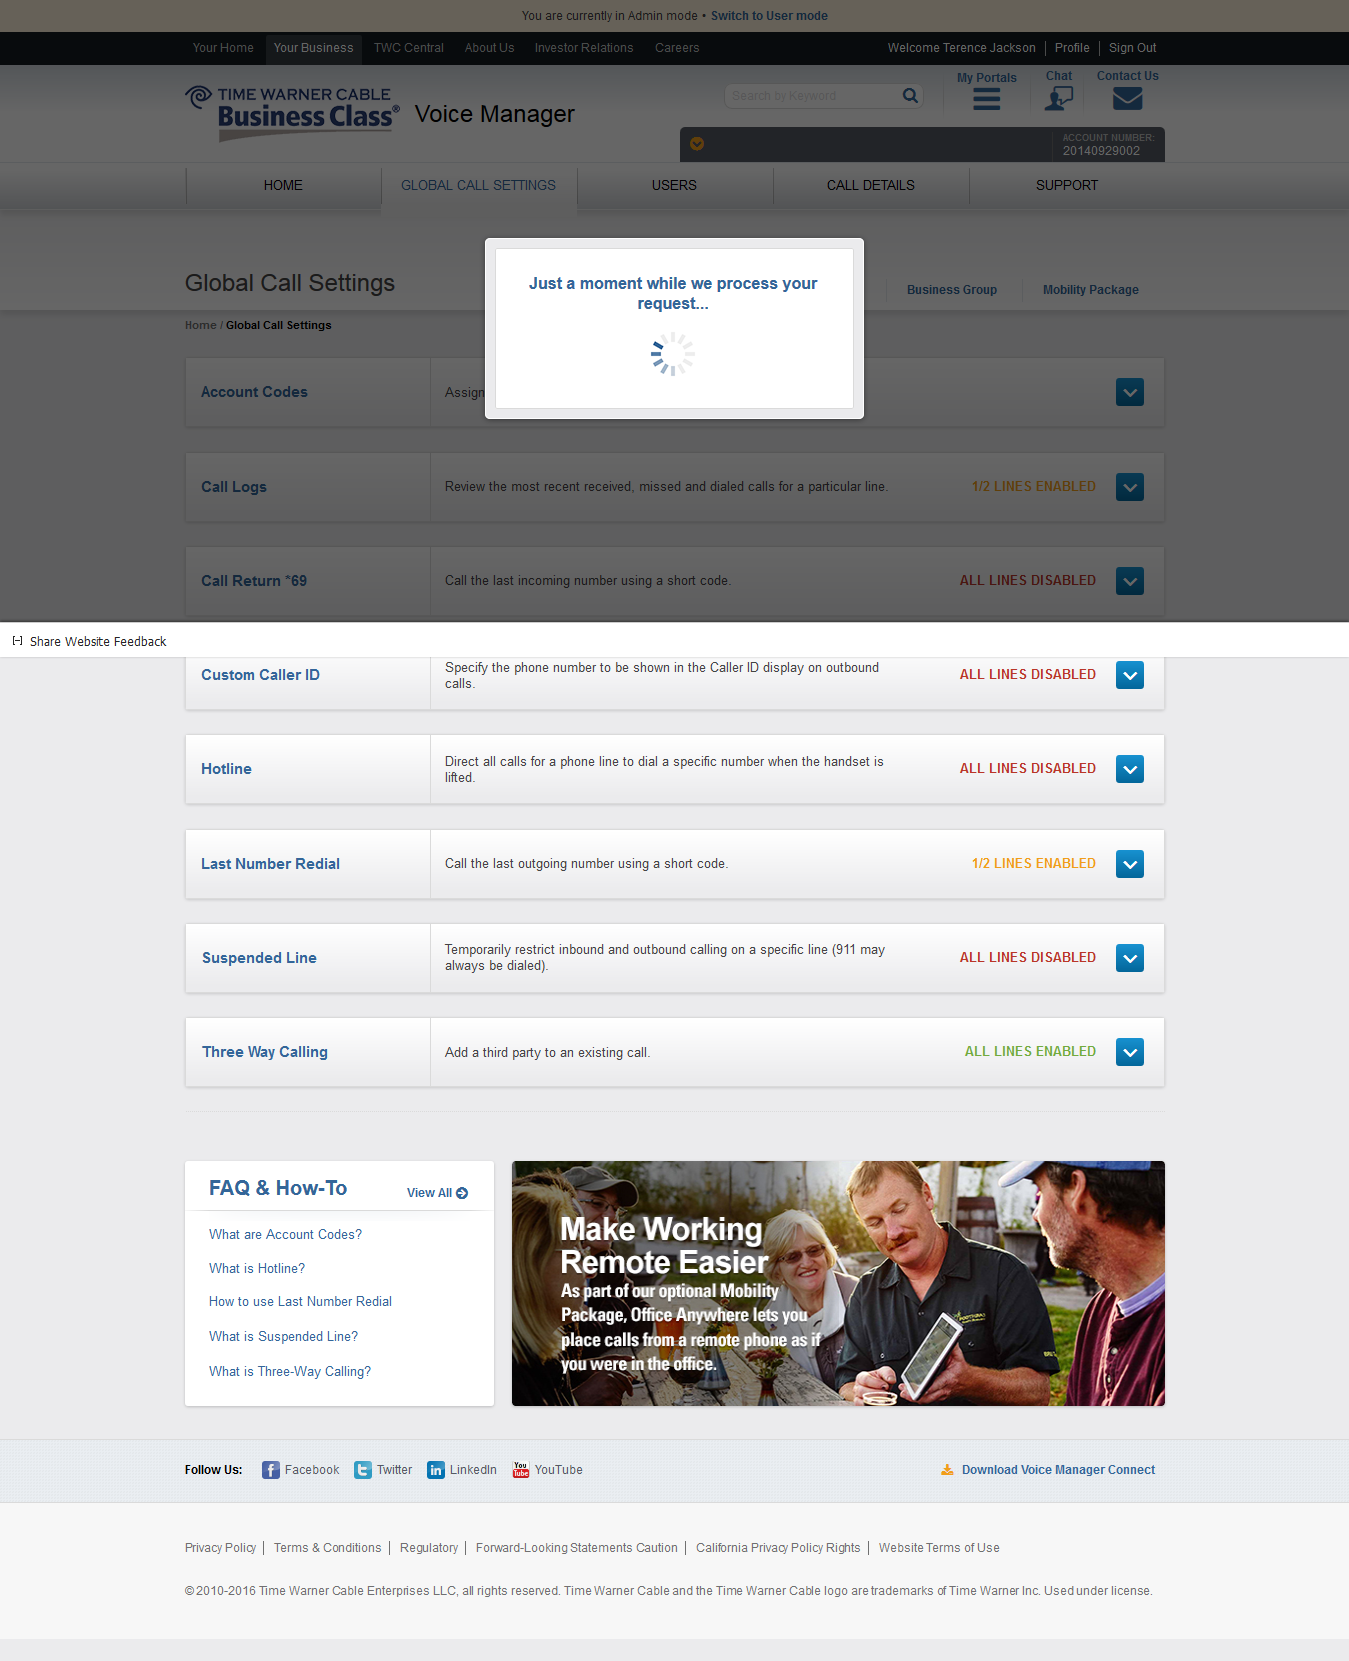 You are currently in Admin mode • Switch to User mode
Your Home Your Business TWC Central About Us Investor Relations Careers Welcome Terence Jackson Profile Sign Out
My Portals Chat Contact Us
TIME WARNER CABLE
Business Class® Voice Manager
Search by Keyword
ACCOUNT NUMBER:
20140929002
HOME GLOBAL CALL SETTINGS USERS CALL DETAILS SUPPORT
Global Call Settings
Business Group Mobility Package
Just a moment while we process your
request...
Home / Global Call Settings
Account Codes Assign
Call Logs Review the most recent received, missed and dialed calls for a particular line. 1/2 LINES ENABLED
Call Return *69 Call the last incoming number using a short code. ALL LINES DISABLED
[-] Share Website Feedback
Custom Caller ID Specify the phone number to be shown in the Caller ID display on outbound
calls. ALL LINES DISABLED
Hotline Direct all calls for a phone line to dial a specific number when the handset is
lifted. ALL LINES DISABLED
Last Number Redial Call the last outgoing number using a short code. 1/2 LINES ENABLED
Suspended Line Temporarily restrict inbound and outbound calling on a specific line (911 may
always be dialed). ALL LINES DISABLED
Three Way Calling Add a third party to an existing call. ALL LINES ENABLED
FAQ & How-To View All
What are Account Codes?
What is Hotline?
How to use Last Number Redial
What is Suspended Line?
What is Three-Way Calling?
Make Working
Remote Easier
As part of our optional Mobility
Package, Office Anywhere lets you
place calls from a remote phone as if
you were in the office.
Follow Us: Facebook Twitter LinkedIn YouTube Download Voice Manager Connect
Privacy Policy Terms & Conditions Regulatory Forward-Looking Statements Caution California Privacy Policy Rights Website Terms of Use
© 2010-2016 Time Warner Cable Enterprises LLC, all rights reserved. Time Warner Cable and the Time Warner Cable logo are trademarks of Time Warner Inc. Used under license.